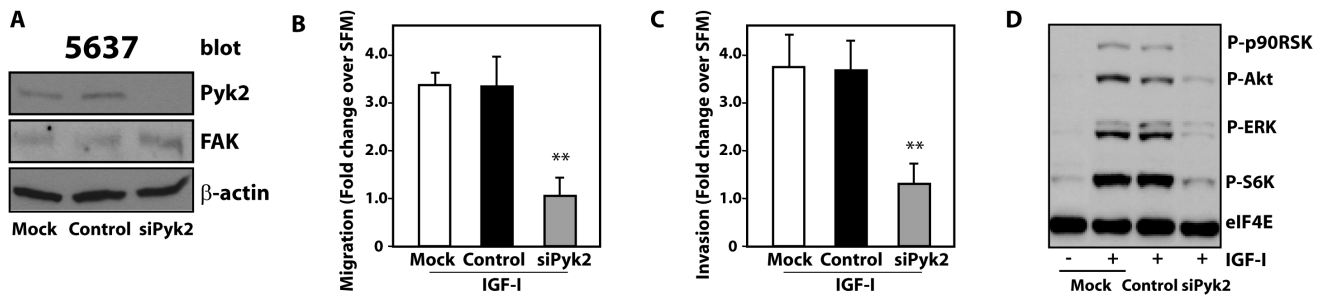 A
5637 blot
Pyk2
FAK
β-actin
Mock Control siPyk2
B
Migration (Fold change over SFM)
4.0
3.0
2.0
1.0
0
**
Mock Control siPyk2
IGF-I
C
Invasion (Fold change over SFM)
4.0
3.0
2.0
1.0
0
**
Mock Control siPyk2
IGF-I
D
P-p90RSK
P-Akt
P-ERK
P-S6K
eIF4E
- + + + IGF-I
Mock Control siPyk2